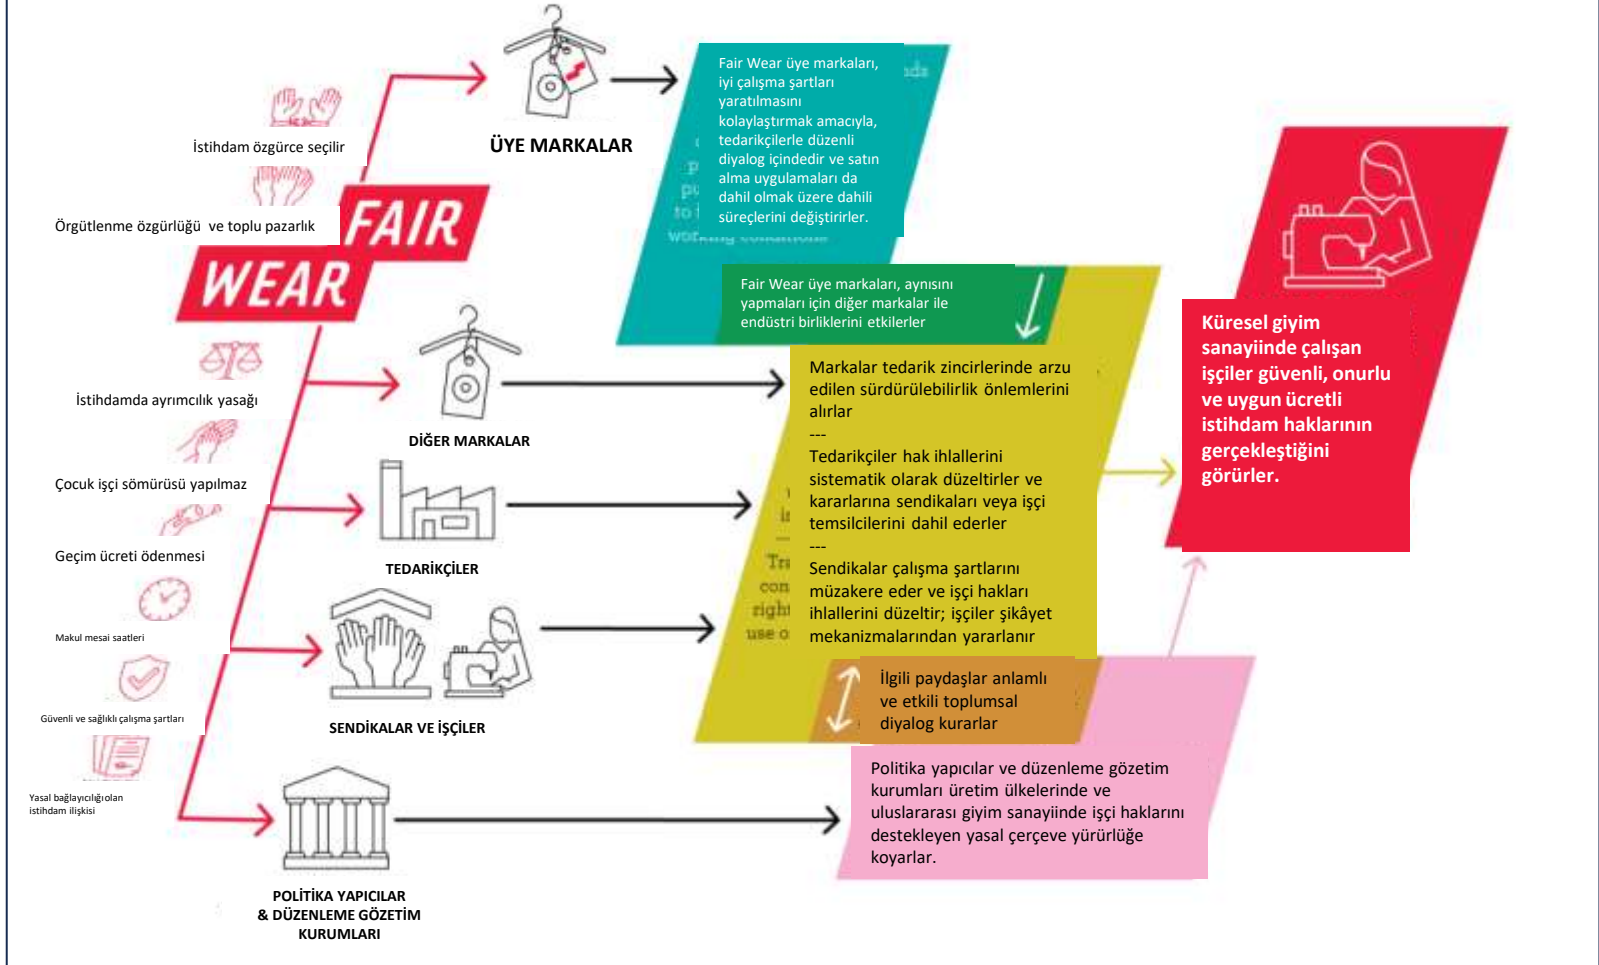 İstihdam özgürce seçilir
Örgütlenme özgürlüğü ve toplu pazarlık
FAIR
WEAR
İstihdamda ayrımcılık yasağı
Çocuk işçi sömürüsü yapılmaz
Geçim ücreti ödenmesi
Makul mesai saatleri
Güvenli ve sağlıklı çalışma şartları
Yasal bağlayıcılığı olan
istihdam ilişkisi
ÜYE MARKALAR
DİĞER MARKALAR
TEDARİKÇİLER
SENDİKALAR VE İŞÇİLER
POLİTİKA YAPICILAR
& DÜZENLEME GÖZETİM
KURUMLARI
Fair Wear üye markaları,
iyi çalışma şartları
yaratılmasını
kolaylaştırmak amacıyla,
tedarikçilerle düzenli
diyalog içindedir ve satın
alma uygulamaları da
dahil olmak üzere dahili
süreçlerini değiştirirler.
to
working conditions
Fair Wear üye markaları, aynısını
yapmaları için diğer markalar ile
endüstri birliklerini etkilerler
Markalar tedarik zincirlerinde arzu
edilen sürdürülebilirlik önlemlerini
alırlar
---
Tedarikçiler hak ihlallerini
sistematik olarak düzeltirler ve
kararlarına sendikaları veya işçi
temsilcilerini dahil ederler
---
Sendikalar çalışma şartlarını
müzakere eder ve işçi hakları
ihlallerini düzeltir; işçiler şikâyet
mekanizmalarından yararlanır
use o
İlgili paydaşlar anlamlı
ve etkili toplumsal
diyalog kurarlar
Politika yapıcılar ve düzenleme gözetim
kurumları üretim ülkelerinde ve
uluslararası giyim sanayiinde işçi haklarını
destekleyen yasal çerçeve yürürlüğe
koyarlar.
Küresel giyim
sanayiinde çalışan
işçiler güvenli, onurlu
ve uygun ücretli
istihdam haklarının
gerçekleştiğini
görürler.